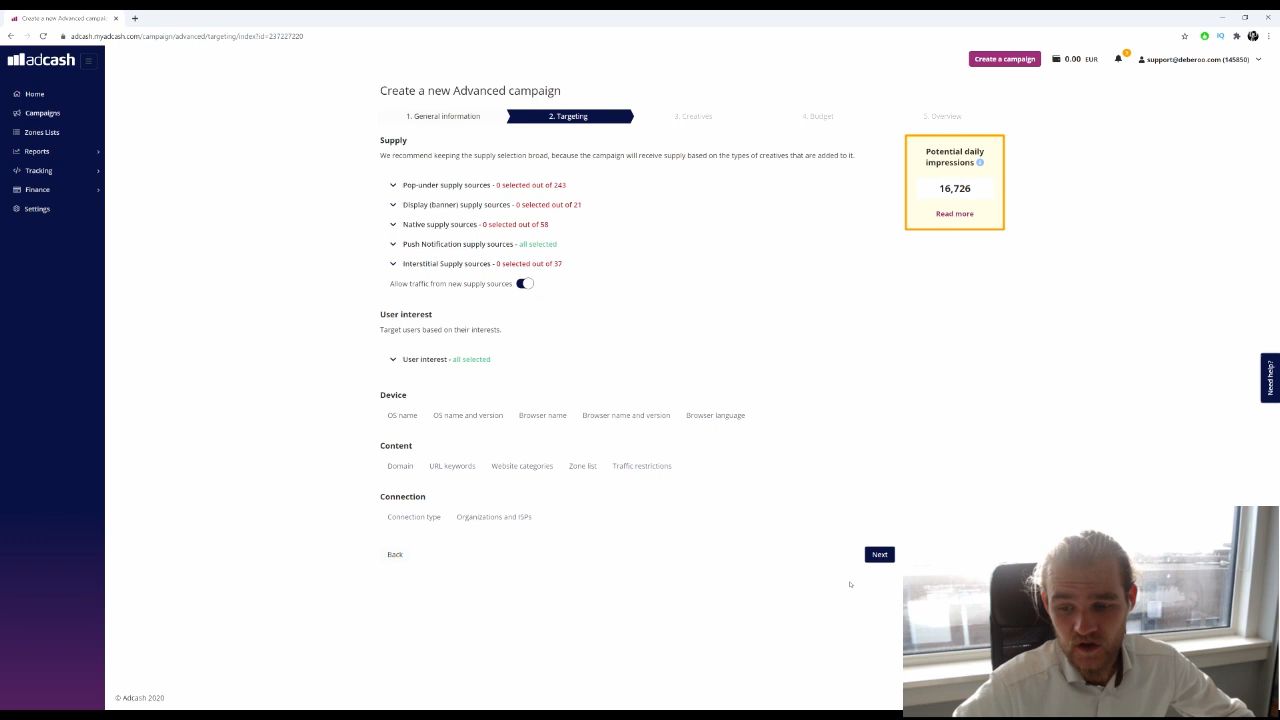 Create a new Advanced campai
adcash.myadcash.com/campaign/advanced/targeting/index?id=237227220
adcash
Create a campaign
0.00 EUR
support@deberoo.com (145850)
Home
Campaigns
Zones Lists
Reports
Tracking
Finance
Settings
Create a new Advanced campaign
1. General information
2. Targeting
3. Creatives
4. Budget
5. Overview
Supply
We recommend keeping the supply selection broad, because the campaign will receive supply based on the types of creatives that are added to it.
Pop-under supply sources - 0 selected out of 243
Display (banner) supply sources - 0 selected out of 21
Native supply sources - 0 selected out of 58
Push Notification supply sources - all selected
Interstitial Supply sources - 0 selected out of 37
Allow traffic from new supply sources
Potential daily
impressions
16,726
Read more
User interest
Target users based on their interests.
User interest - all selected
Device
OS name OS name and version Browser name Browser name and version Browser language
Content
Domain URL keywords Website categories Zone list Traffic restrictions
Connection
Connection type Organizations and ISPs
Back
Next
Need help?
© Adcash 2020